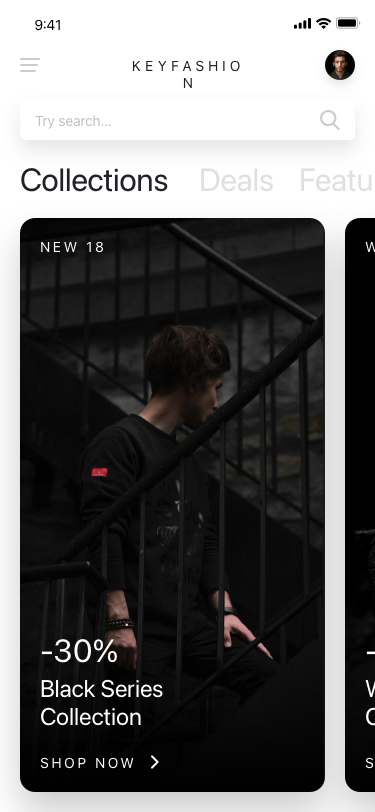 9:41
KEYFASHIO
N
Try search...
Collections Deals Featu
NEW 18
W
-30%
Black Series
Collection
SHOP NOW